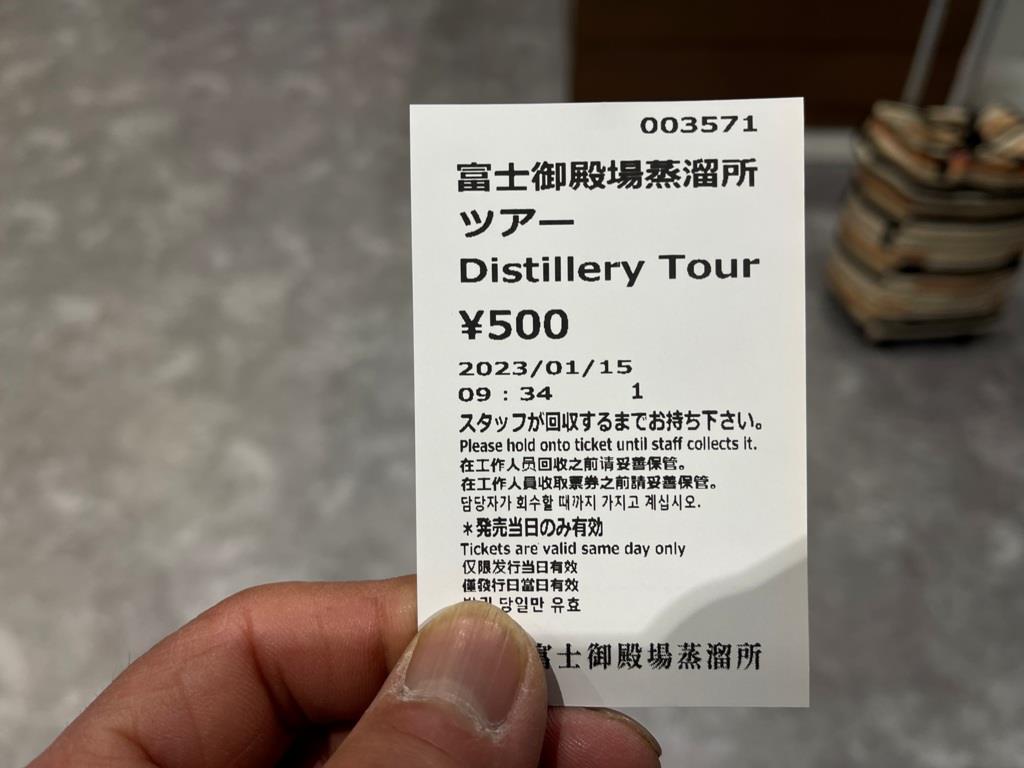 003571
富士御殿場蒸溜所
ツアー
Distillery Tour
¥500
2023/01/15
09 : 34 1
スタッフが回収するまでお持ち下さい。
Please hold onto ticket until staff collects it.
在工作人员回收之前请妥善保管。
在工作人員收取票券之前請妥善保管。
담당자가 회수할 때까지 가지고 계십시오.
*発売当日のみ有効
Tickets are valid same day only
仅限发行当日有效
僅發行日當日有效
당일만 유효
富士御殿場蒸溜所